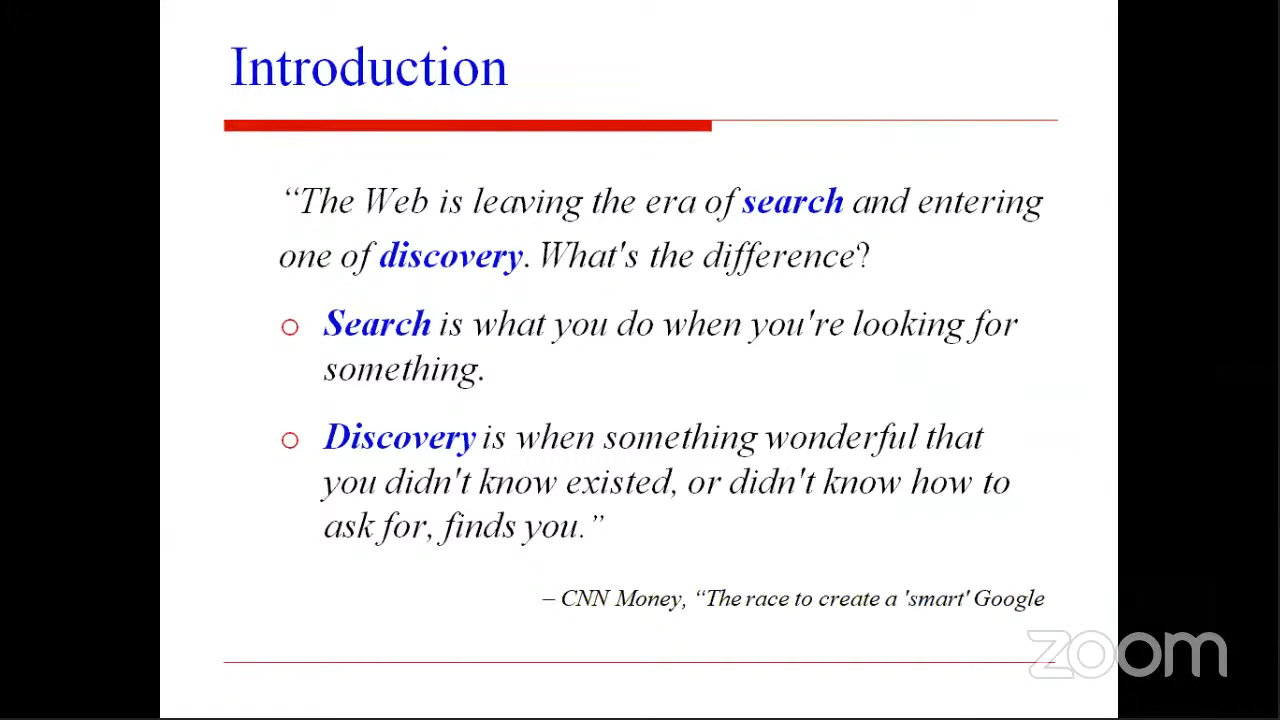 Introduction
“The Web is leaving the era of search and entering
one of discovery. What's the difference?
Search is what you do when you're looking for
something.
Discovery is when something wonderful that
you didn't know existed, or didn't know how to
ask for, finds you.”
– CNN Money, “The race to create a 'smart' Google
zoom